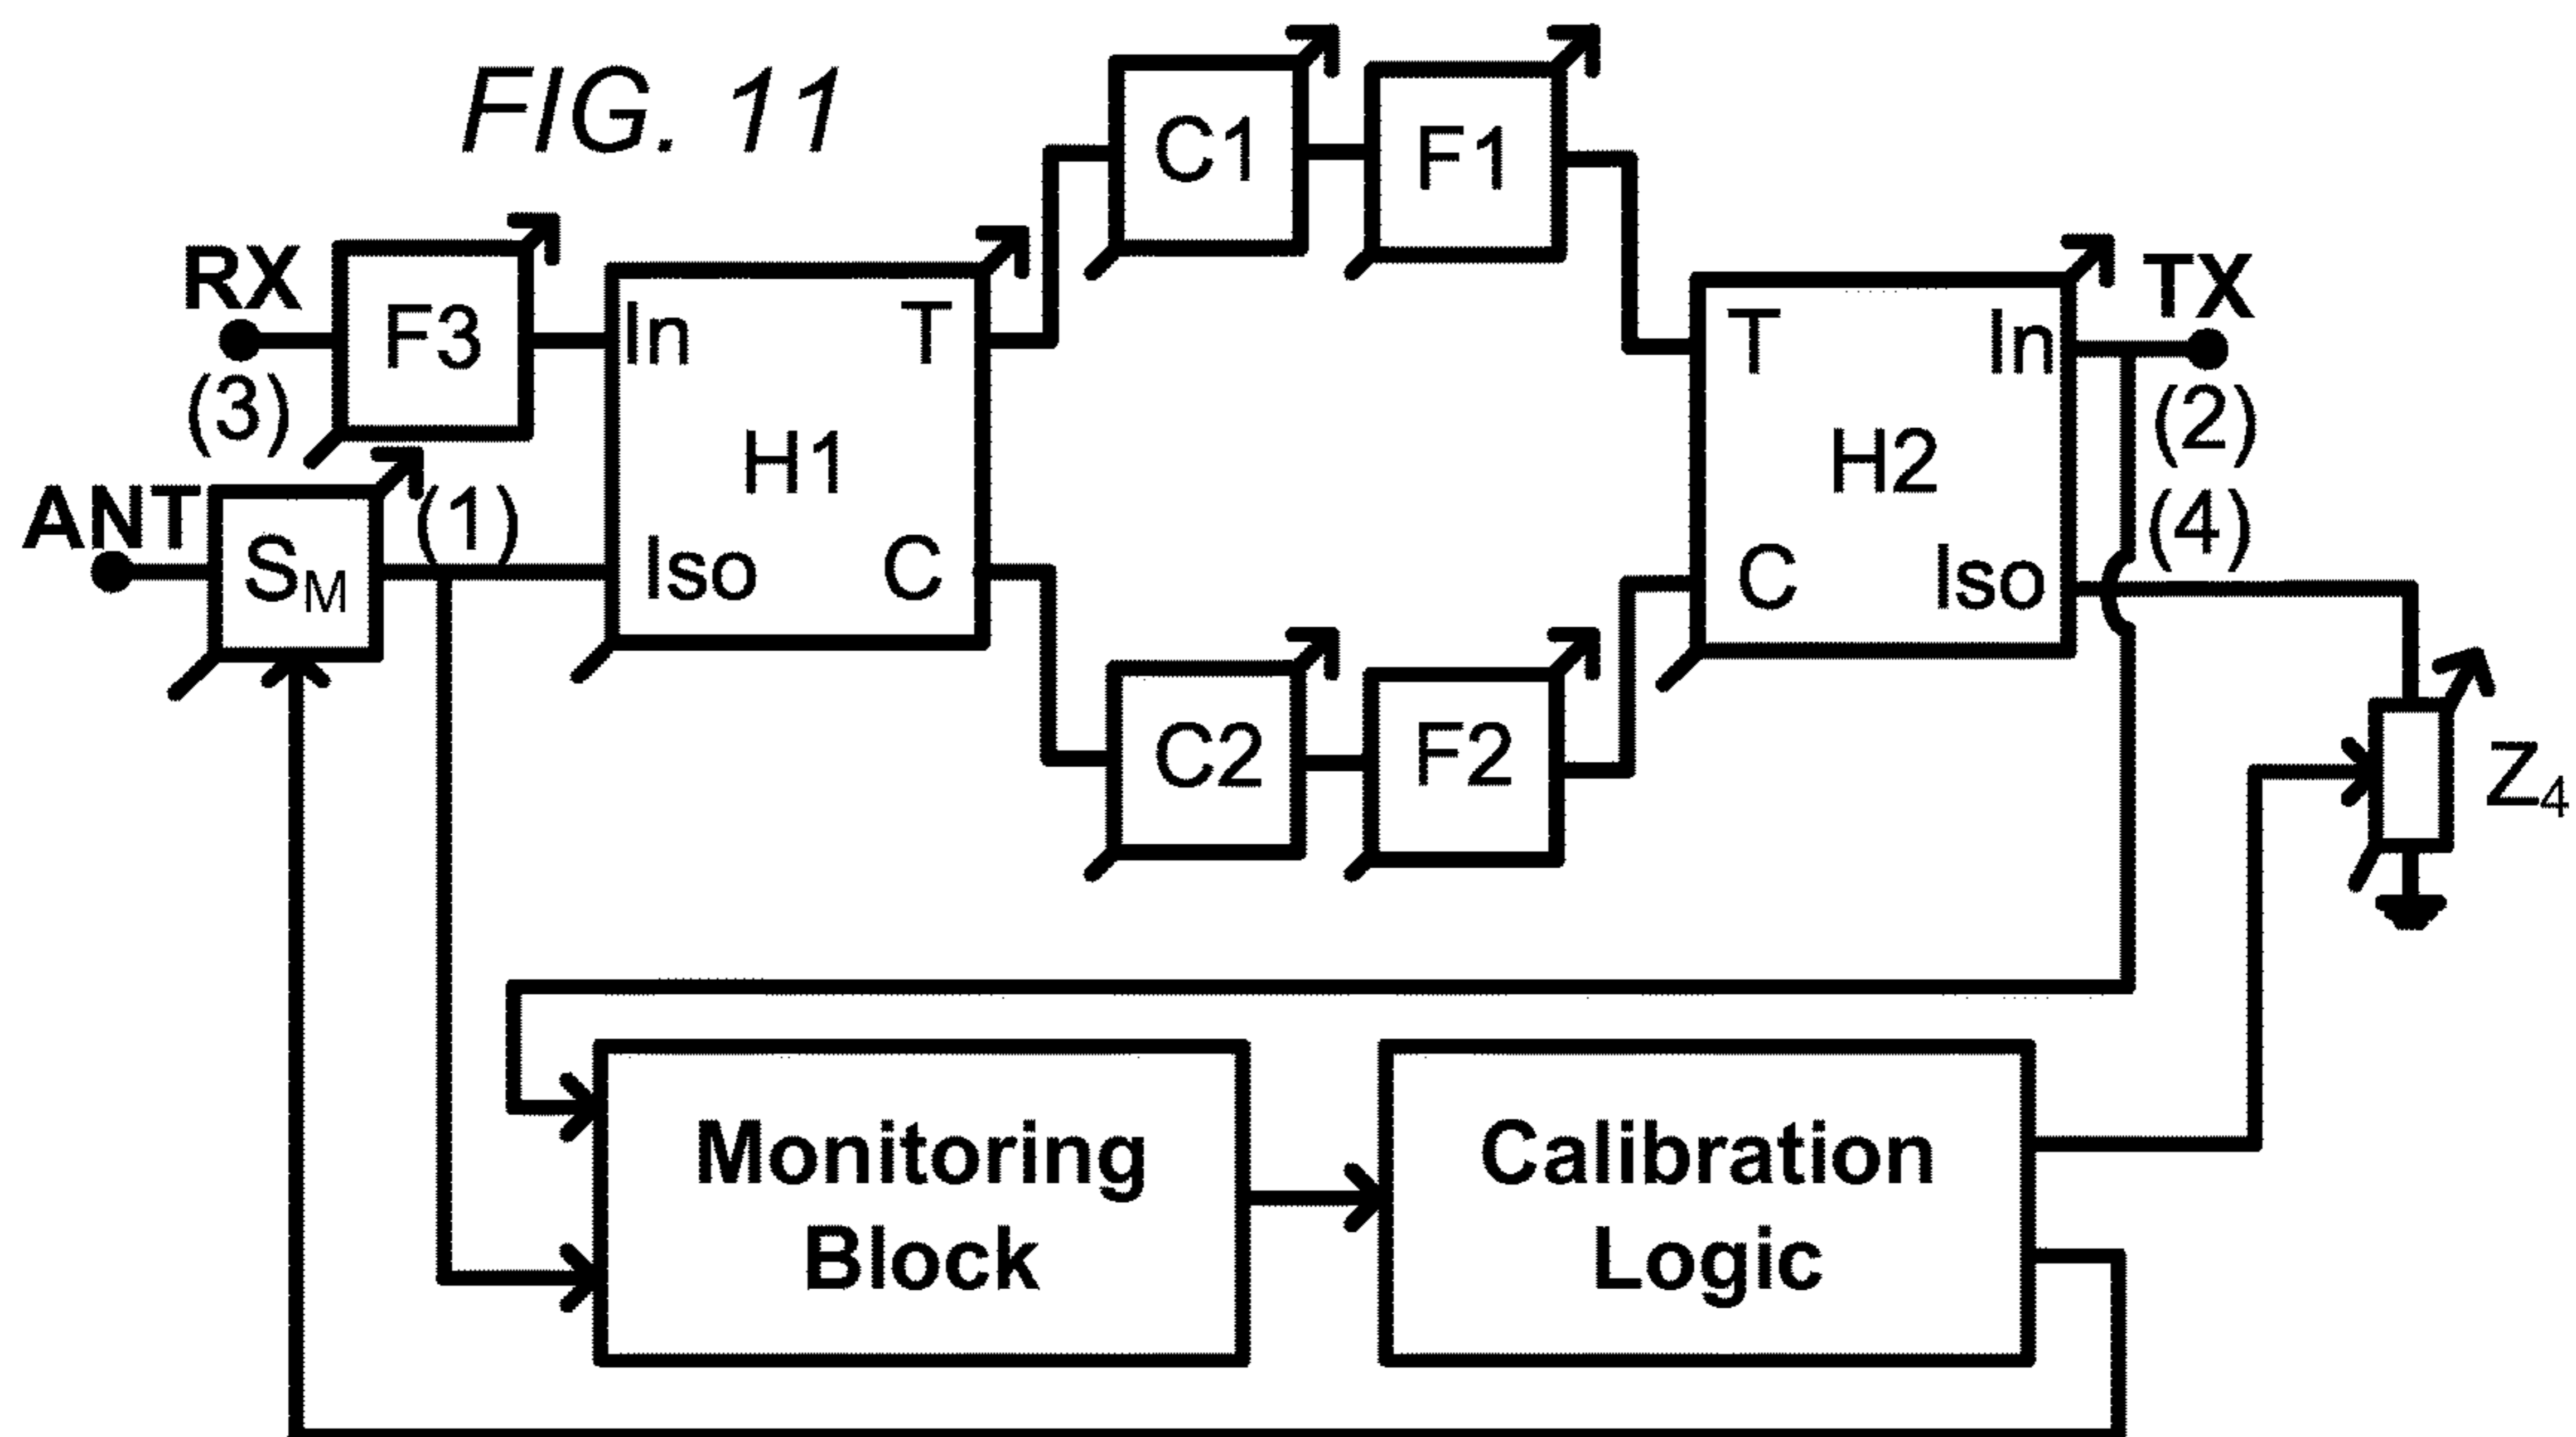 FIG. 11
C1
F1
RX
F3
In
T
T
In
TX
(3)
H1
H2
(2)
ANT
SM
(1)
Iso
C
C
Iso
(4)
C2
F2
Z4
Monitoring
Block
Calibration
Logic